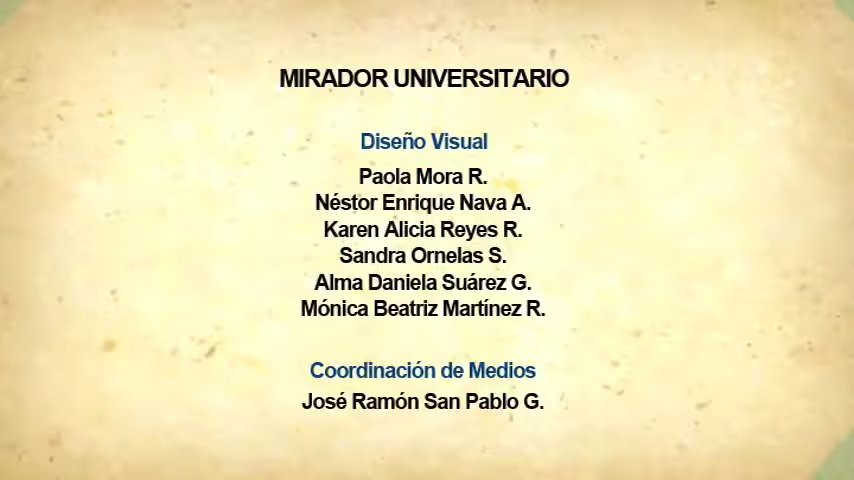 MIRADOR UNIVERSITARIO
Diseño Visual
Paola Mora R.
Néstor Enrique Nava A.
Karen Alicia Reyes R.
Sandra Ornelas S.
Alma Daniela Suárez G.
Mónica Beatriz Martínez R.
Coordinación de Medios
José Ramón San Pablo G.